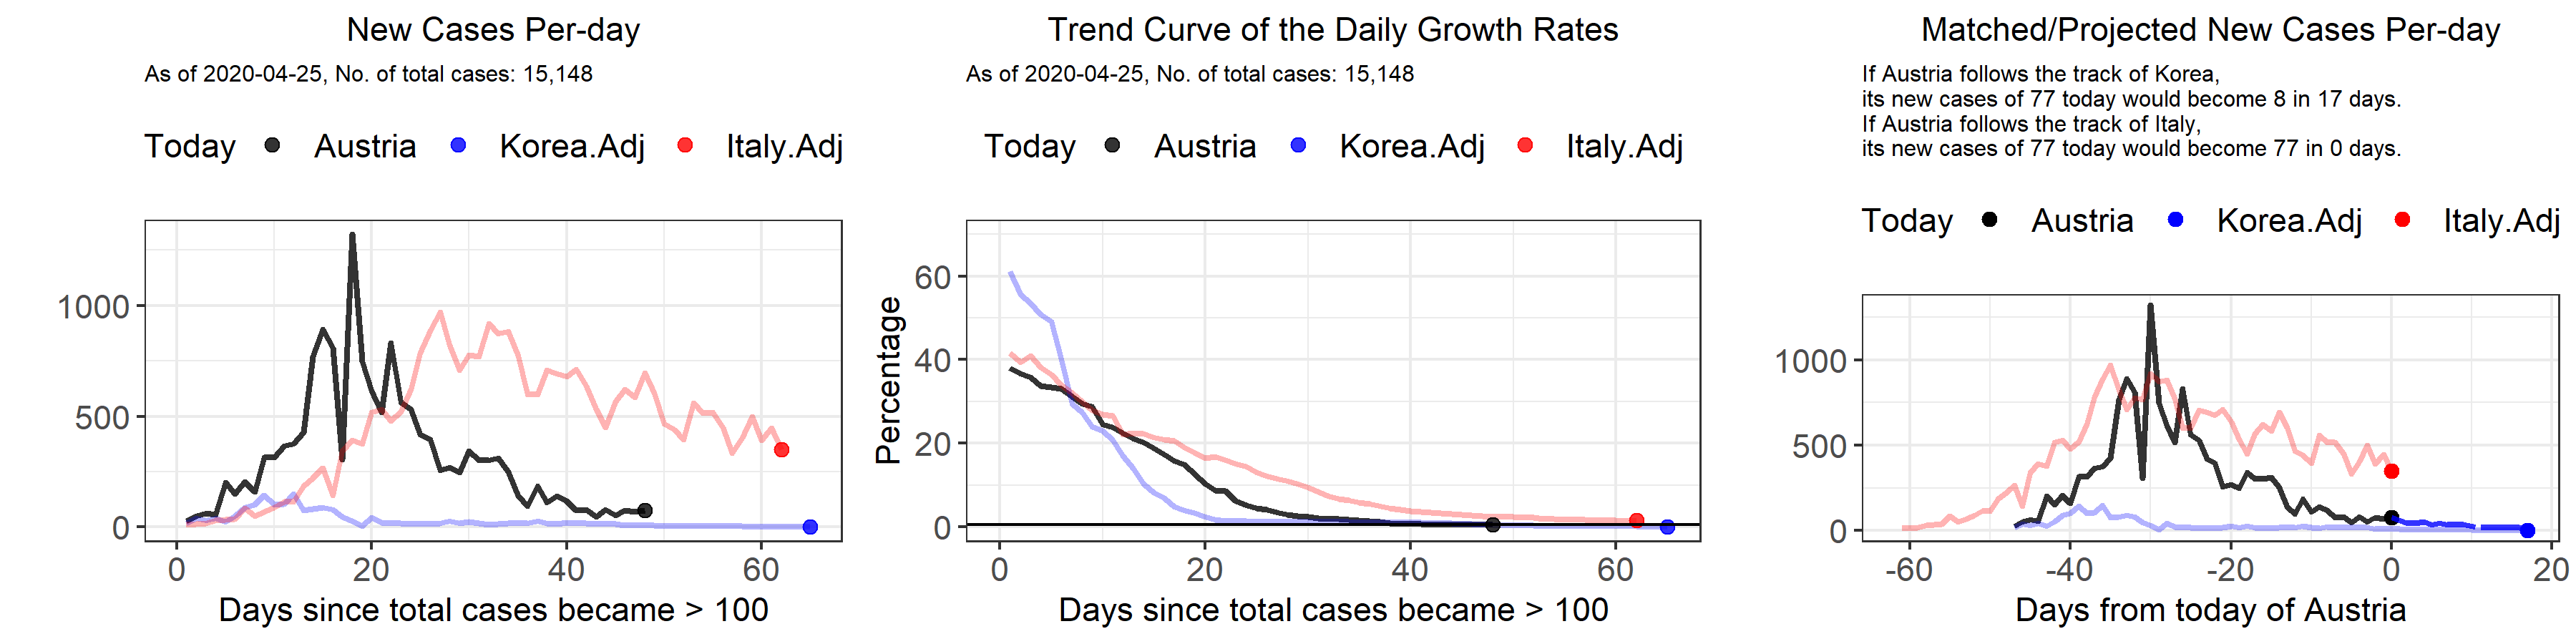 New Cases Per-day
As of 2020-04-25, No. of total cases: 15,148
Today Austria Korea.Adj Italy.Adj
1000
500
0
0 20 40 60
Days since total cases became > 100
Trend Curve of the Daily Growth Rates
As of 2020-04-25, No. of total cases: 15,148
Today Austria Korea.Adj Italy.Adj
Percentage
60
40
20
0
0 20 40 60
Days since total cases became > 100
Matched/Projected New Cases Per-day
If Austria follows the track of Korea,
its new cases of 77 today would become 8 in 17 days.
If Austria follows the track of Italy,
its new cases of 77 today would become 77 in 0 days.
Today Austria Korea.Adj Italy.Adj
1000
500
0
-60 -40 -20 0 20
Days from today of Austria